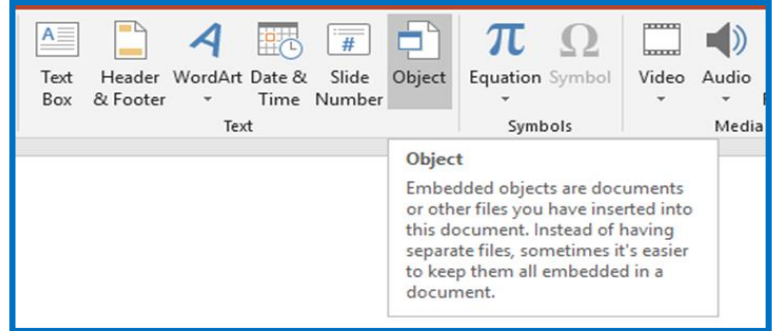 Text Box
Header & Footer
WordArt
Date & Time
Slide Number
#
Object
π
Equation
Ω
Symbol
Video
Audio
Text
Symbols
Media
Object
Embedded objects are documents
or other files you have inserted into
this document. Instead of having
separate files, sometimes it's easier
to keep them all embedded in a
document.